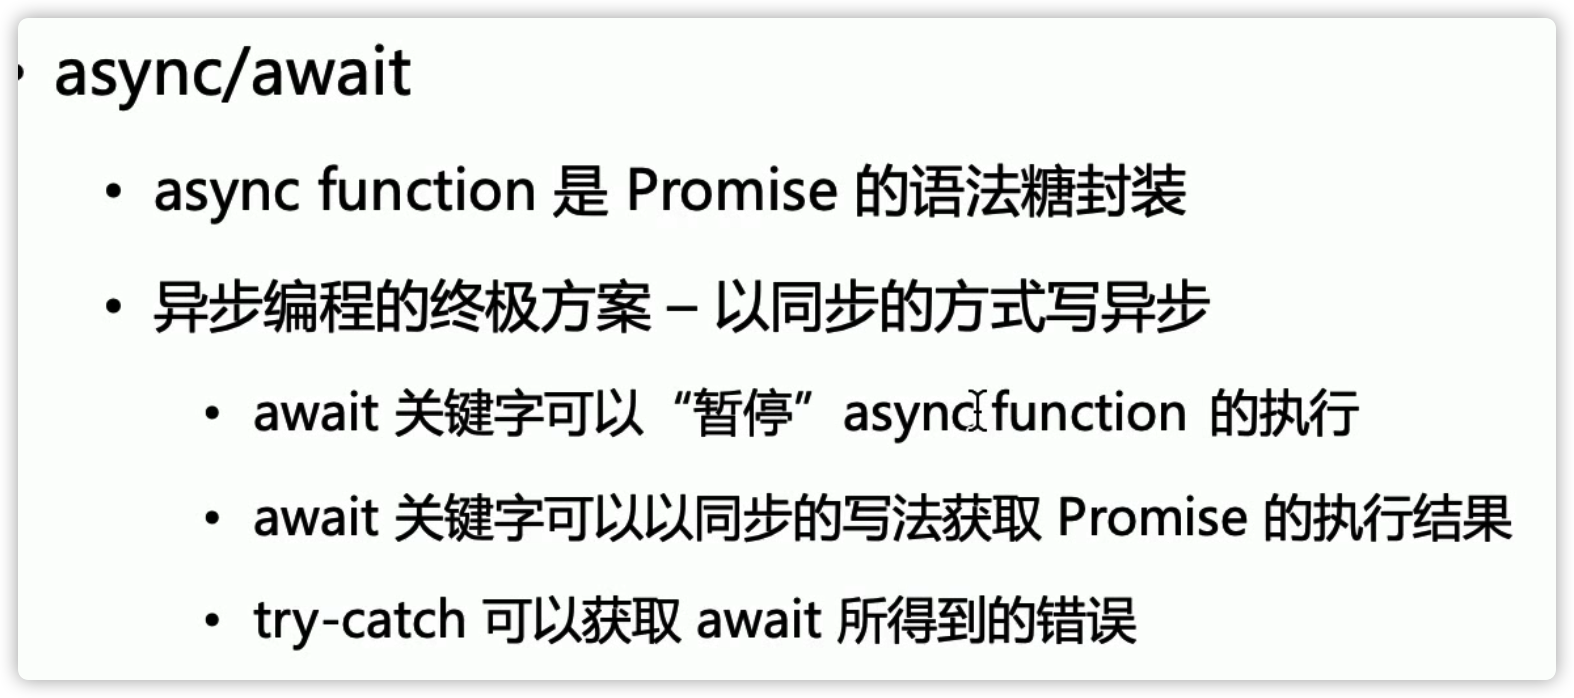 • async/await
• async function 是 Promise 的语法糖封装
• 异步编程的终极方案 – 以同步的方式写异步
• await 关键字可以“暂停”async function 的执行
• await 关键字可以以同步的写法获取 Promise 的执行结果
• try-catch 可以获取 await 所得到的错误